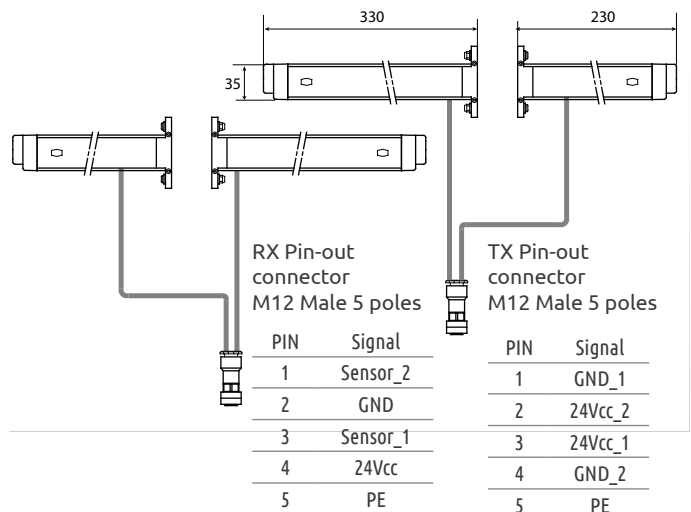 330
230
35
RX Pin-out
connector
M12 Male 5 poles
PIN Signal
1 Sensor_2
2 GND
3 Sensor_1
4 24Vcc
5 PE
TX Pin-out
connector
M12 Male 5 poles
PIN Signal
1 GND_1
2 24Vcc_2
3 24Vcc_1
4 GND_2
5 PE